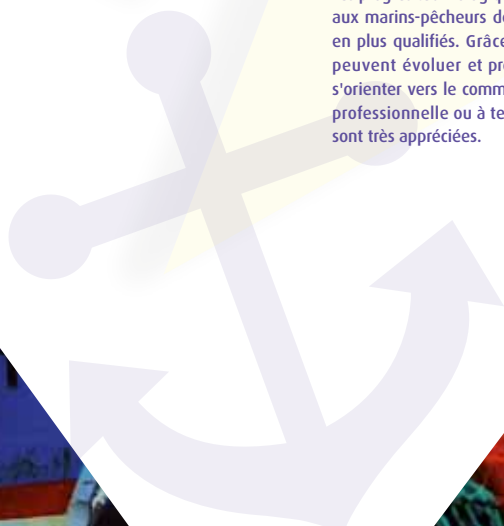 aux marins-pêcheurs d
en plus qualifiés. Grâce
peuvent évoluer et pr
s'orienter vers le comm
professionnelle ou à te
sont très appréciées.